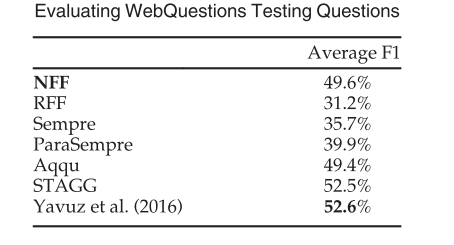 Evaluating WebQuestions Testing Questions
Average F1
NFF 49.6%
RFF 31.2%
Sempre 35.7%
ParaSempre 39.9%
Aqqu 49.4%
STAGG 52.5%
Yavuz et al. (2016) 52.6%